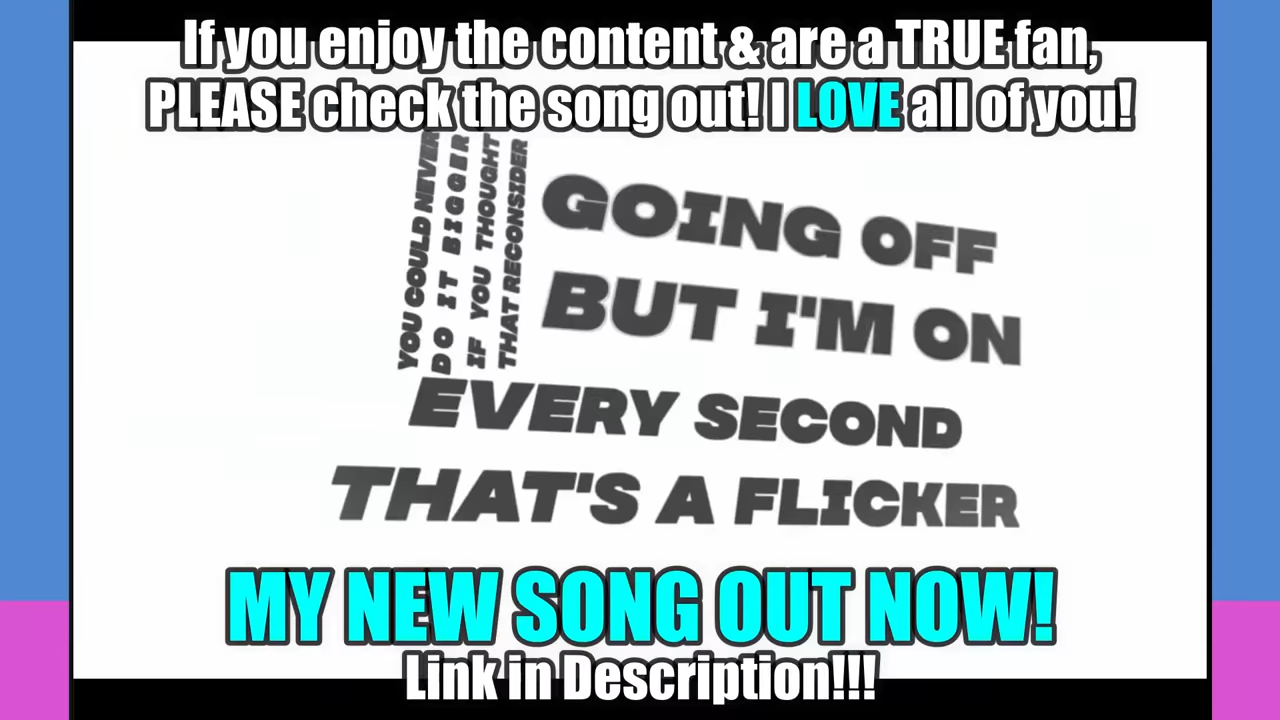 If you enjoy the content & are a TRUE fan,
PLEASE check the song out! I LOVE all of you!
YOU COULD NEVER
DO IT BIGGER
IF YOU THOUGHT
THAT RECONSIDER
GOING OFF
BUT I'M ON
EVERY SECOND
THAT'S A FLICKER
MY NEW SONG OUT NOW!
Link in Description!!!